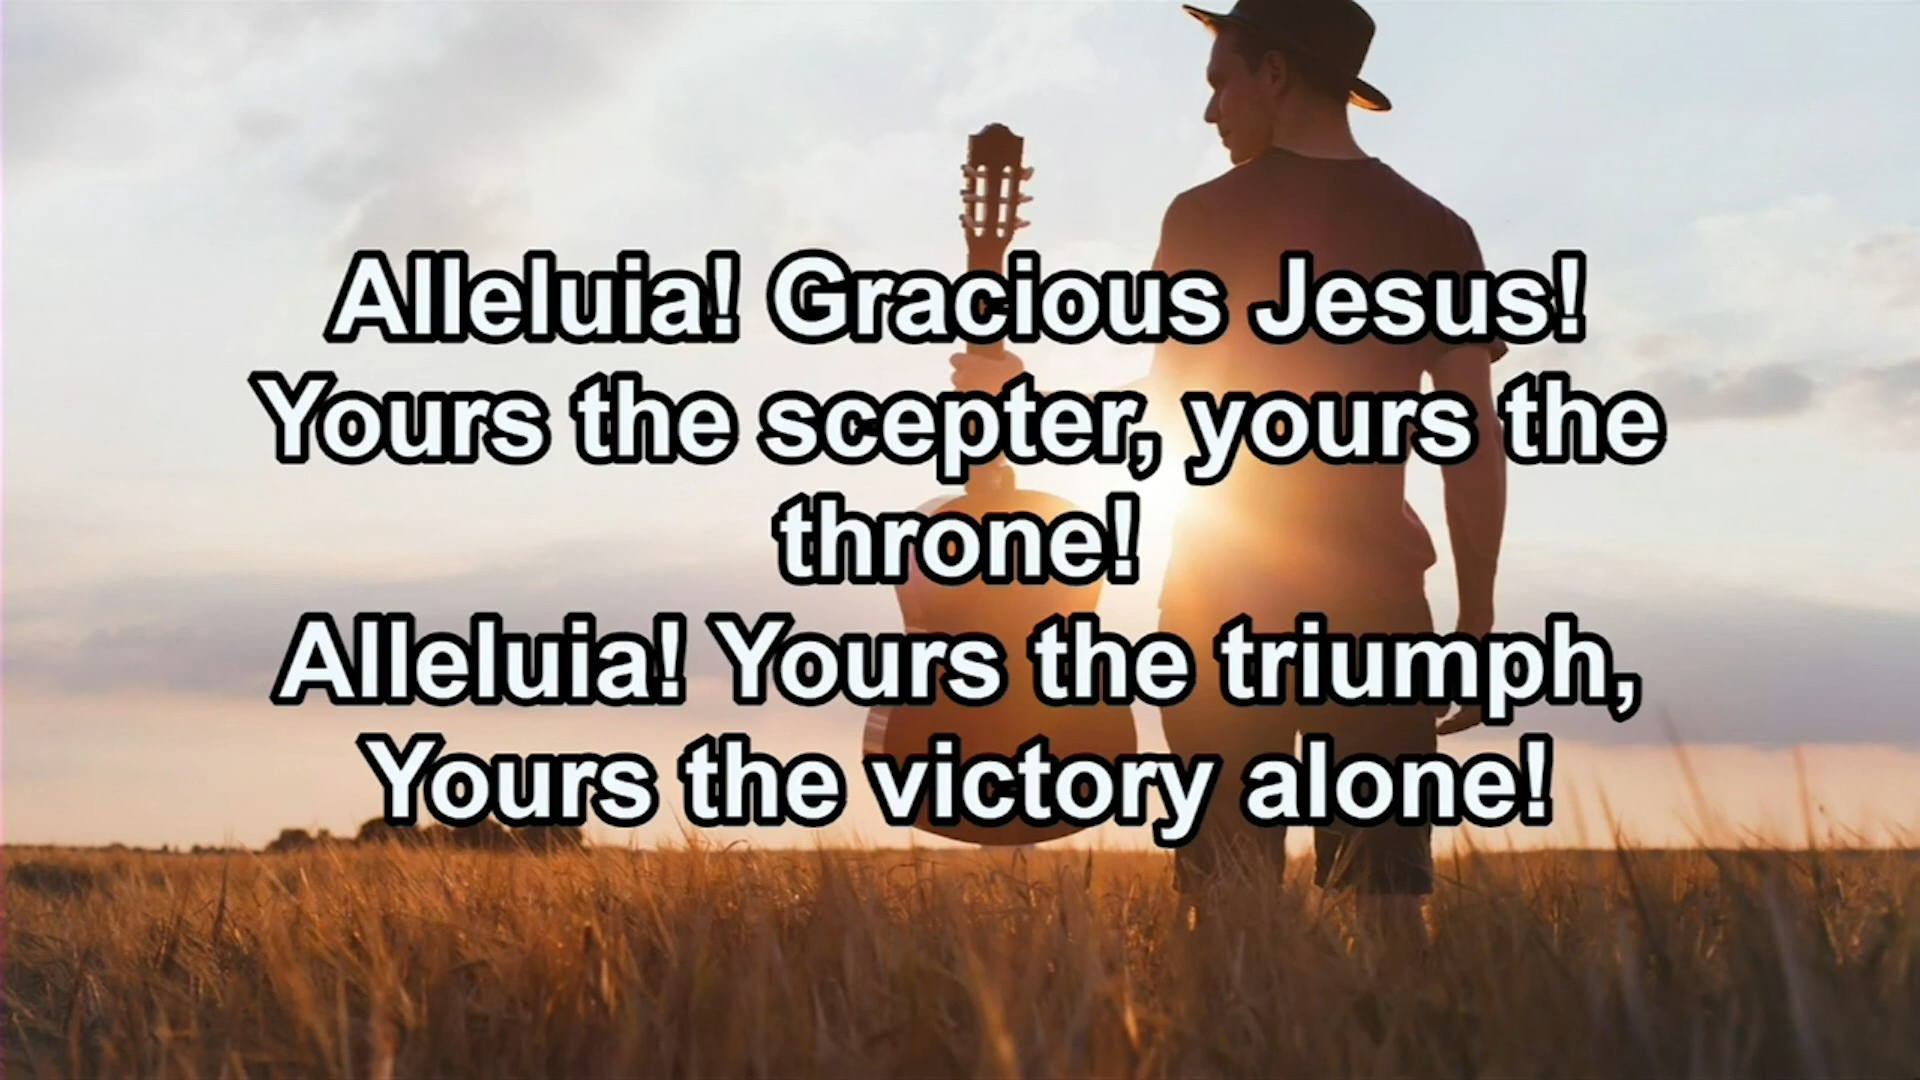 Alleluia! Gracious Jesus!
Yours the scepter, yours the
throne!
Alleluia! Yours the triumph,
Yours the victory alone!